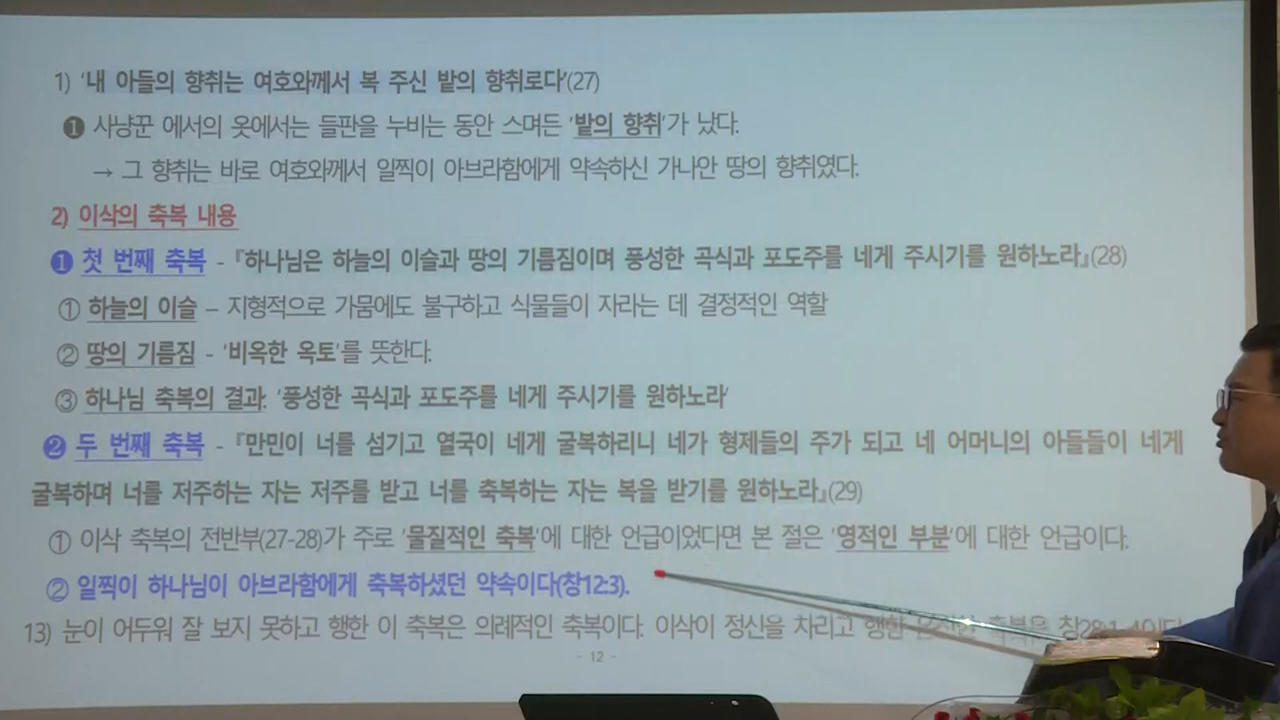 1) '내 아들의 향취는 여호와께서 복 주신 밭의 향취로다'(27)
❶ 사냥꾼 에서의 옷에서는 들판을 누비는 동안 스며든 '밭의 향취'가 났다.
→ 그 향취는 바로 여호와께서 일찍이 아브라함에게 약속하신 가나안 땅의 향취였다.
2) 이삭의 축복 내용
❶ 첫 번째 축복 - 『하나님은 하늘의 이슬과 땅의 기름짐이며 풍성한 곡식과 포도주를 네게 주시기를 원하노라』(28)
① 하늘의 이슬 – 지형적으로 가뭄에도 불구하고 식물들이 자라는 데 결정적인 역할
② 땅의 기름짐 - '비옥한 옥토'를 뜻한다.
③ 하나님 축복의 결과: '풍성한 곡식과 포도주를 네게 주시기를 원하노라'
❷ 두 번째 축복 - 『만민이 너를 섬기고 열국이 네게 굴복하리니 네가 형제들의 주가 되고 네 어머니의 아들들이 네게
굴복하며 너를 저주하는 자는 저주를 받고 너를 축복하는 자는 복을 받기를 원하노라』(29)
① 이삭 축복의 전반부(27-28)가 주로 '물질적인 축복'에 대한 언급이었다면 본 절은 '영적인 부분'에 대한 언급이다.
② 일찍이 하나님이 아브라함에게 축복하셨던 약속이다(창12:3).
13) 눈이 어두워 잘 보지 못하고 행한 이 축복은 의례적인 축복이다. 이삭이 정신을 차리고 행한 축복은
- 12 -